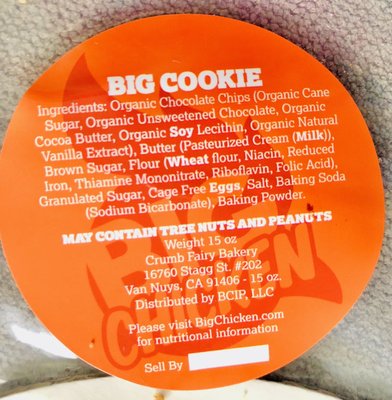 BIG COOKIE
Ingredients: Organic Chocolate Chips (Organic Cane
Sugar, Organic Unsweetened Chocolate, Organic
Cocoa Butter, Organic Soy Lecithin, Organic Natural
Vanilla Extract), Butter (Pasteurized Cream (Milk)),
Brown Sugar, Flour (Wheat flour, Niacin, Reduced
Iron, Thiamine Mononitrate, Riboflavin, Folic Acid),
Granulated Sugar, Cage Free Eggs, Salt, Baking Soda
(Sodium Bicarbonate), Baking Powder.
MAY CONTAIN TREE NUTS AND PEANUTS
Weight 15 oz
Crumb Fairy Bakery
16760 Stagg St. #202
Van Nuys, CA 91406 - 15 oz.
Distributed by BCIP, LLC
Please visit BigChicken.com
for nutritional information
Sell By
BIG
CHICKEN